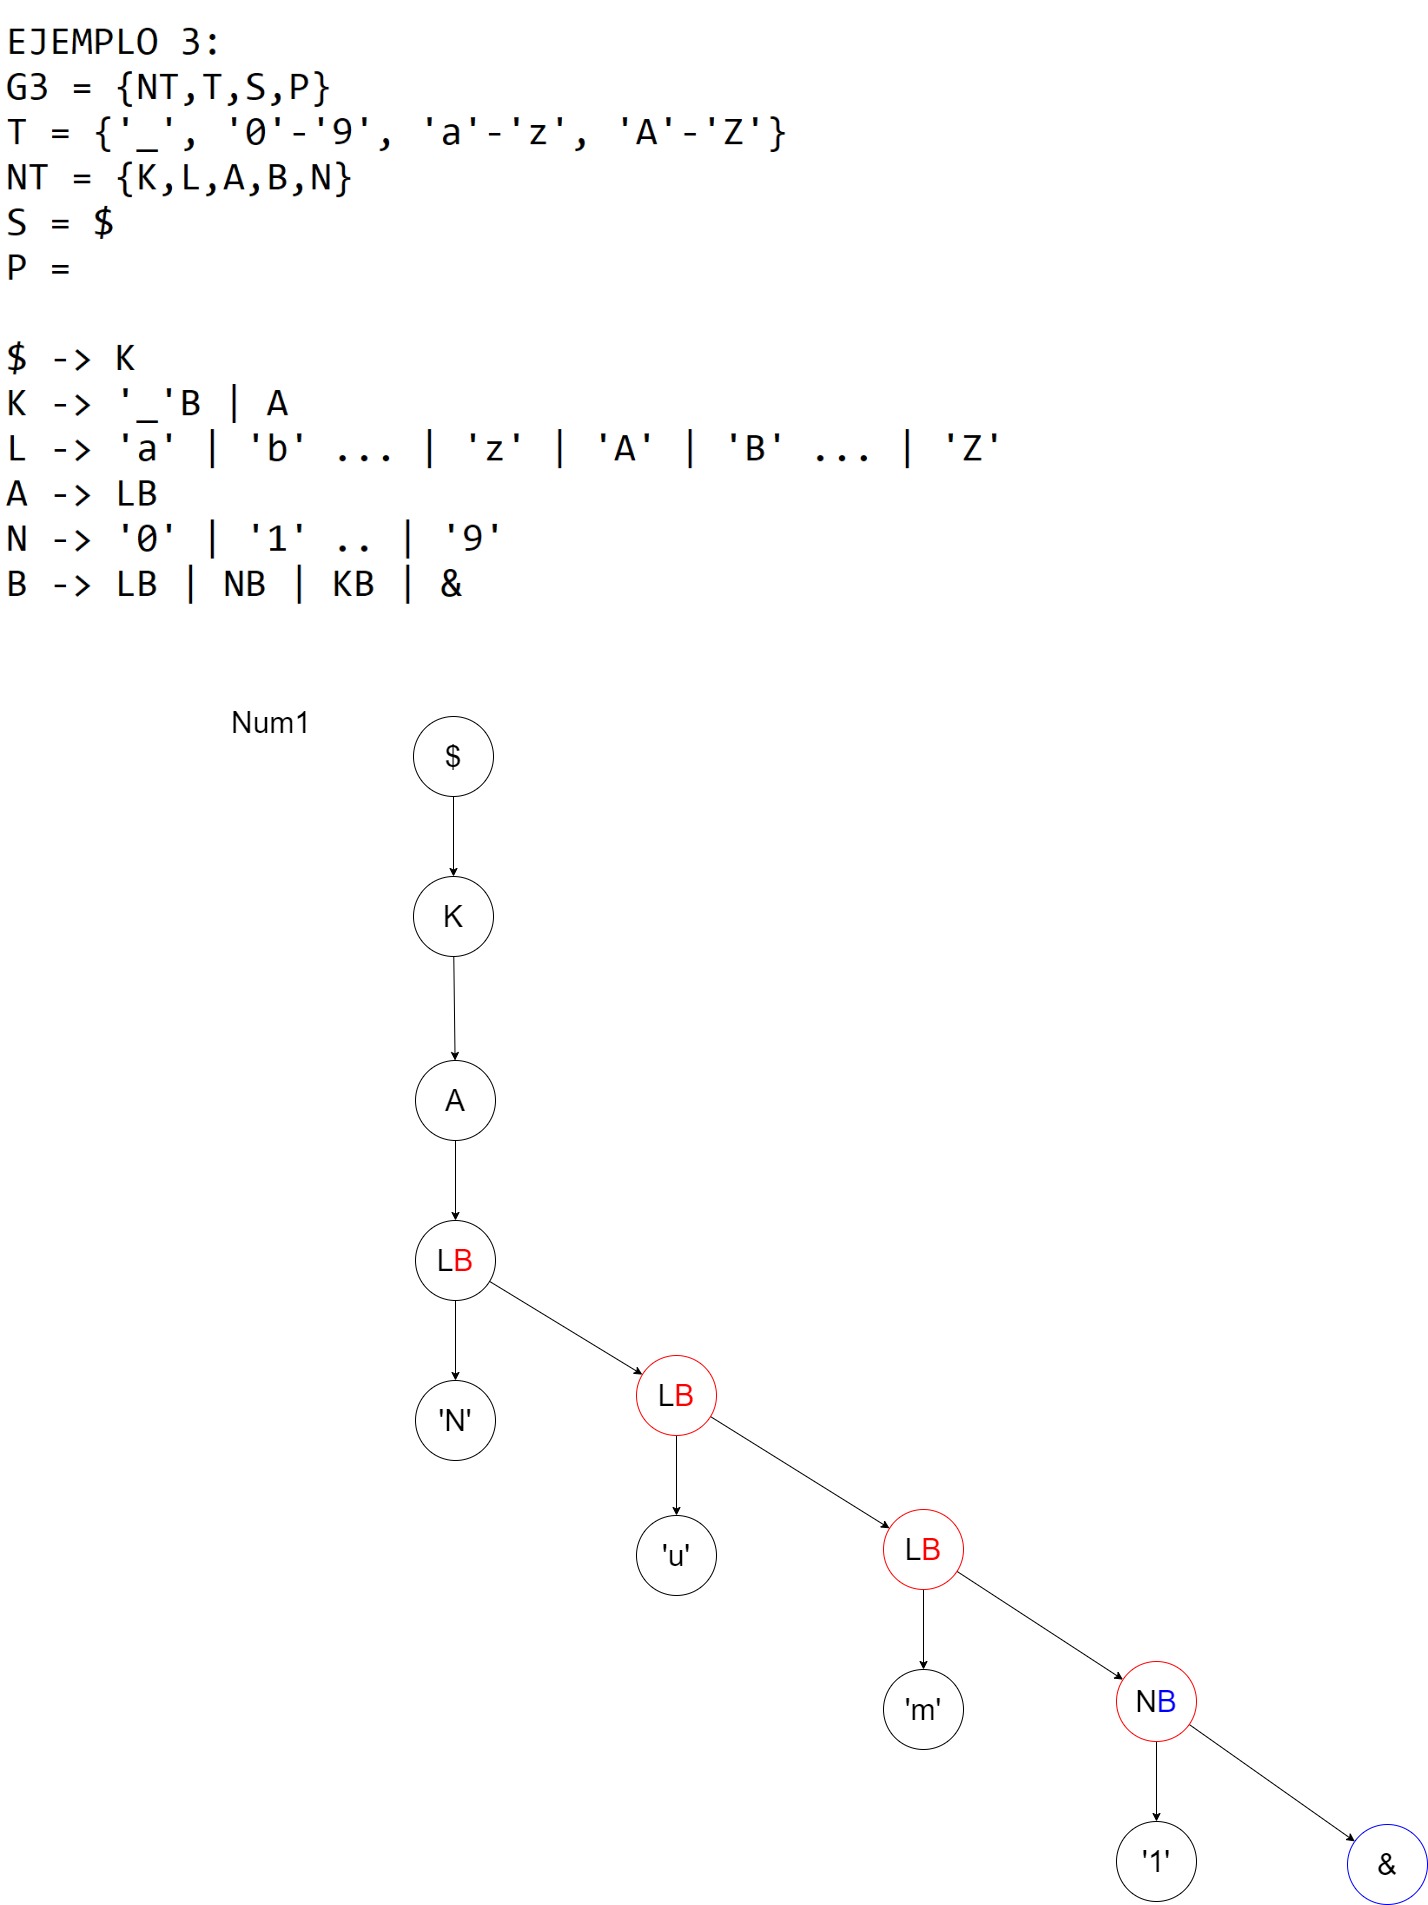 EJEMPLO 3:
G3 = {NT,T,S,P}
T = {'_', '0'-'9', 'a'-'z', 'A'-'Z'}
NT = {K,L,A,B,N}
S = $
P =
$ -> K
K -> '_'B | A
L -> 'a' | 'b' ... | 'z' | 'A' | 'B' ... | 'Z'
A -> LB
N -> '0' | '1' .. | '9'
B -> LB | NB | KB | &
Num1
$
K
A
LB
LB
'N'
LB
'u'
NB
'm'
'1'
&